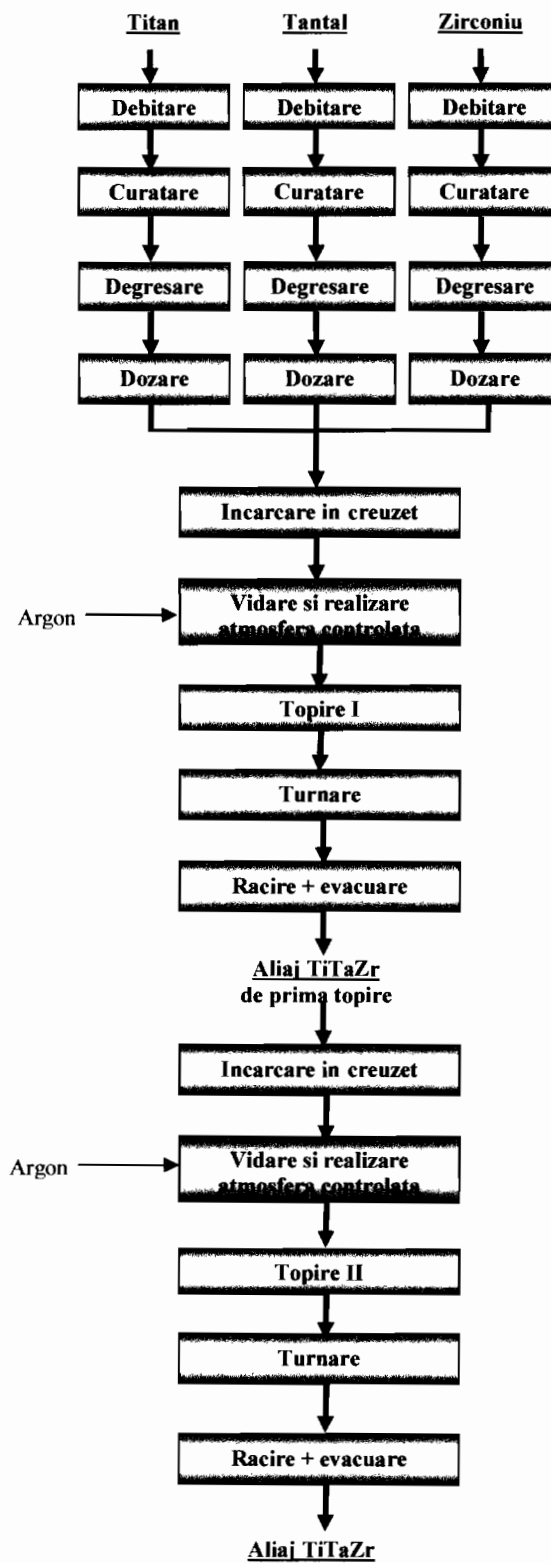 Titan Tantal Zirconiu
Debitare Debitare Debitare
Curatare Curatare Curatare
Degresare Degresare Degresare
Dozare Dozare Dozare
Incarcare in creuzet
Argon
Vidare si realizare
atmosfera controlata
Topire I
Turnare
Racire + evacuare
Aliaj TiTaZr
de prima topire
Incarcare in creuzet
Argon
Vidare si realizare
atmosfera controlata
Topire II
Turnare
Racire + evacuare
Aliaj TiTaZr